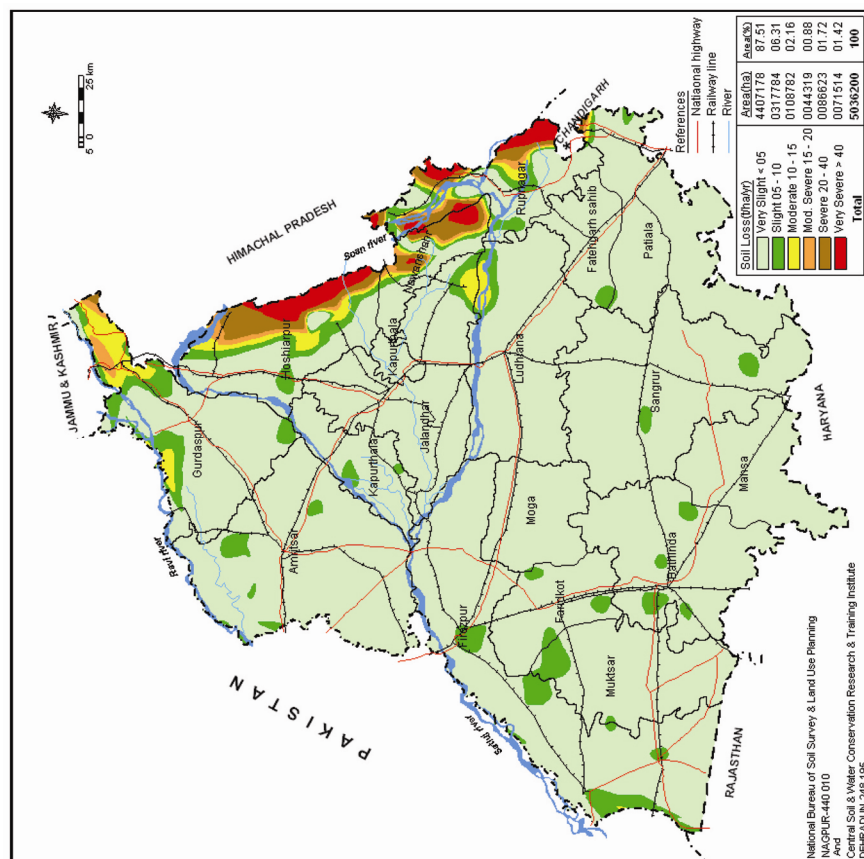 JAMMU & KASHMIR
HIMACHAL PRADESH
CHANDIGARH
HARYANA
RAJASTHAN
PAKISTAN
Ravi river
Soan river
Gurdaspur
Amritsa
Hoshiarpur
Kapurthala
Kapurthala
Jalandhar
Nawanshahr
Rupnagar
Ludhiana
Fatehgarh sahib
Patiala
Sangrur
Mansa
Moga
Firozpur
Faridkot
Muktsar
Bathinda
5 0 25 km
References
Natiaonal highway
Railway line
River
Soil Loss(t/ha/yr) Area(ha) Area(%)
Very Slight < 05 4407178 87.51
Slight 05 - 10 0317784 06.31
Moderate 10 - 15 0108782 02.16
Mod. Severe 15 - 20 0044319 00.88
Severe 20 - 40 0086623 01.72
Very Severe > 40 0071514 01.42
Total 5036200 100
National Bureau of Soil Survey & Land Use Planning
NAGPUR-440 010
And
Central Soil & Water Conservation Research & Training Institute